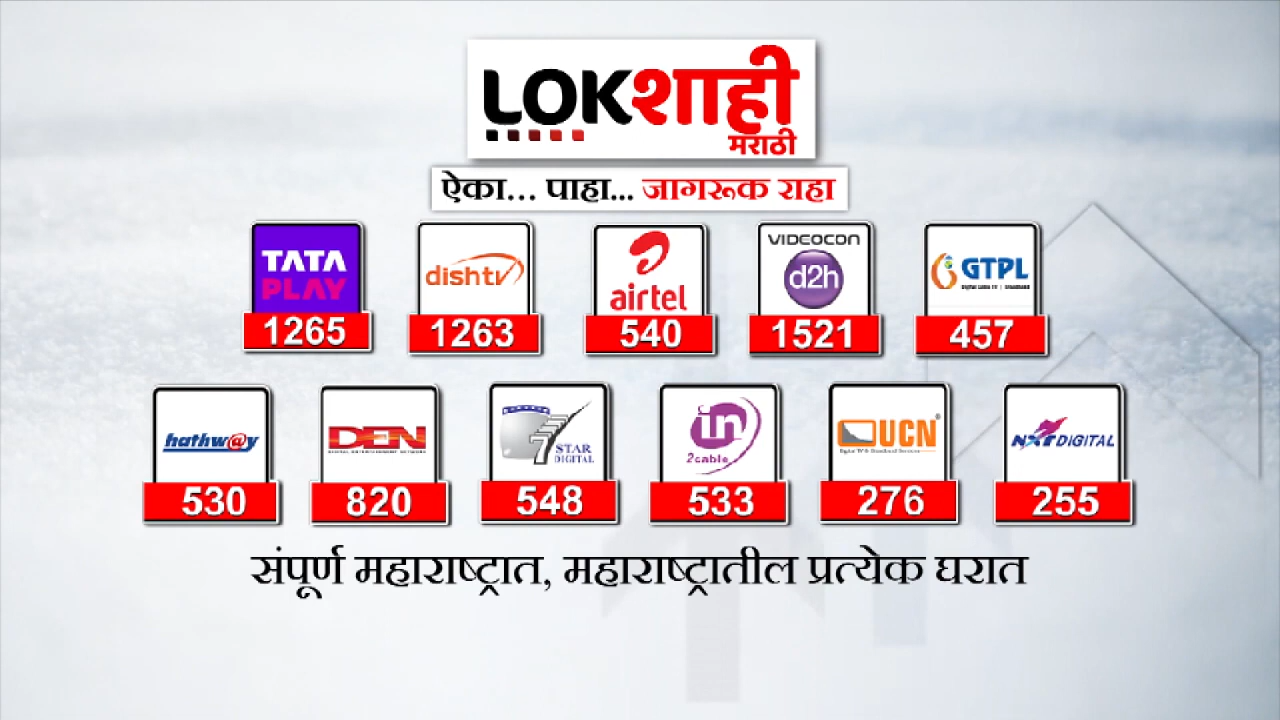 LOKशाही
मराठी
ऐका... पाहा... जागरूक राहा
TATA PLAY
1265
dishtv
1263
airtel
540
VIDEOCON
d2h
1521
GTPL
457
hathw@y
530
DEN
820
7 STAR DIGITAL
548
in
2cable
533
UCN
276
NXT DIGITAL
255
संपूर्ण महाराष्ट्रात, महाराष्ट्रातील प्रत्येक घरात